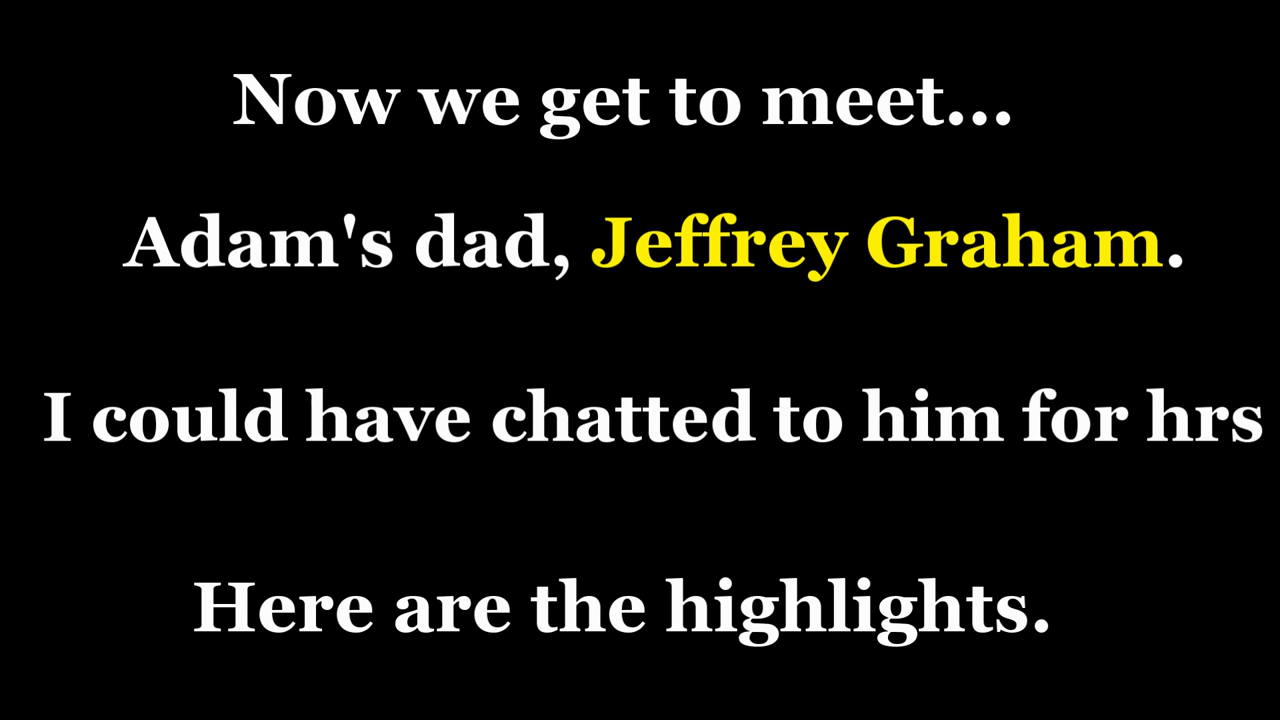 Now we get to meet...
Adam's dad, Jeffrey Graham.
I could have chatted to him for hrs
Here are the highlights.